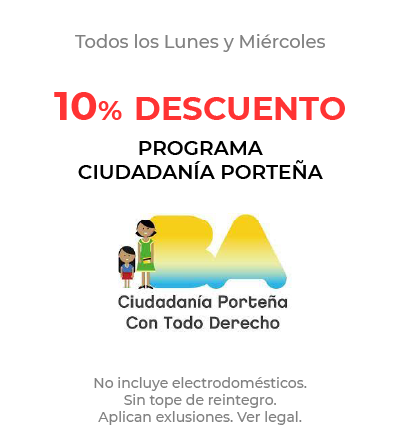 Todos los Lunes y Miércoles
10% DESCUENTO
PROGRAMA
CIUDADANÍA PORTEÑA
BA
Ciudadanía Porteña
Con Todo Derecho
No incluye electrodomésticos.
Sin tope de reintegro.
Aplican exlusiones. Ver legal.